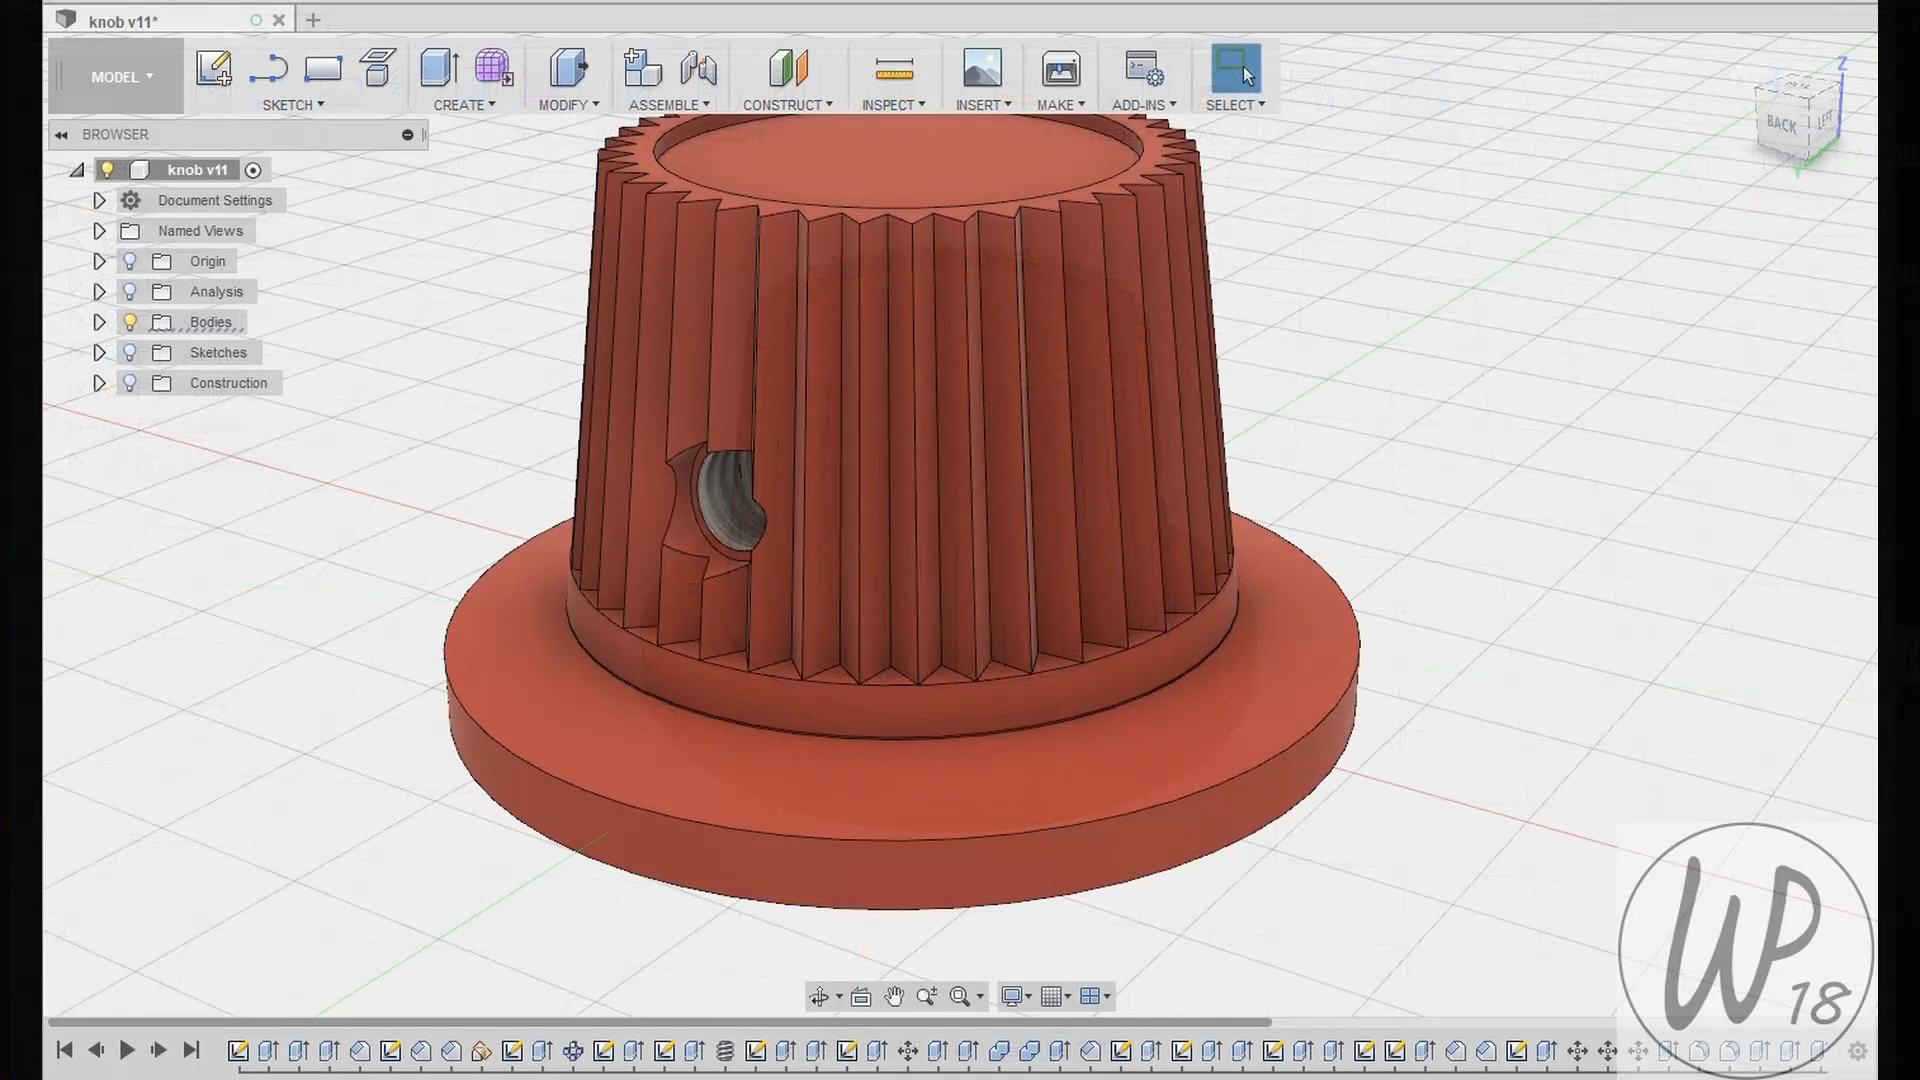 knob v11*
MODEL
SKETCH
CREATE
MODIFY
ASSEMBLE
CONSTRUCT
INSPECT
INSERT
MAKE
ADD-INS
SELECT
BROWSER
knob v11
Document Settings
Named Views
Origin
Analysis
Bodies
Sketches
Construction
Z
BACK
LEFT
WP
18